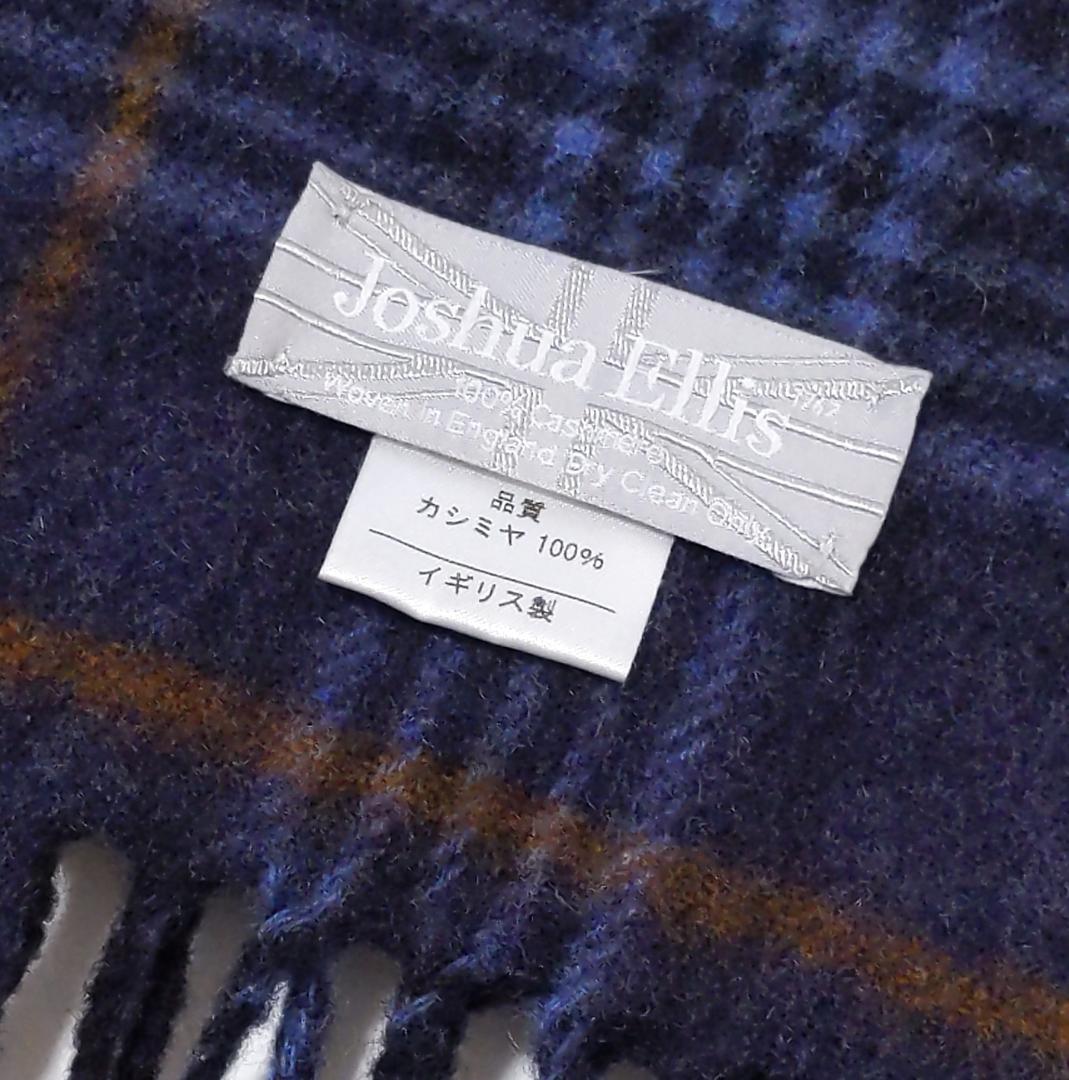 Joshua Ellis
100% Cashmere
Woven in England Dry Clean Only
品質
カシミヤ 100%
イギリス製